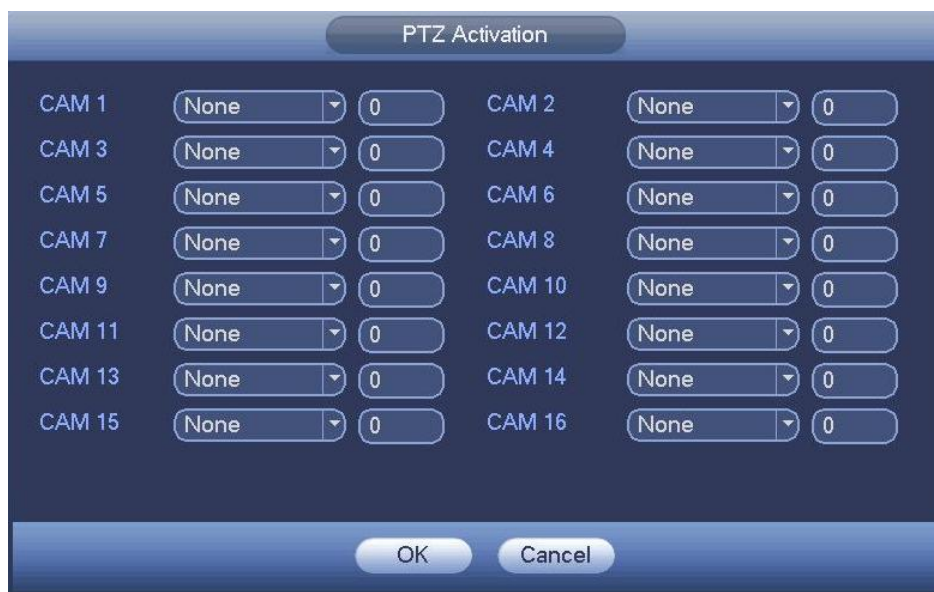 PTZ Activation
CAM 1 None 0 CAM 2 None 0
CAM 3 None 0 CAM 4 None 0
CAM 5 None 0 CAM 6 None 0
CAM 7 None 0 CAM 8 None 0
CAM 9 None 0 CAM 10 None 0
CAM 11 None 0 CAM 12 None 0
CAM 13 None 0 CAM 14 None 0
CAM 15 None 0 CAM 16 None 0
OK Cancel